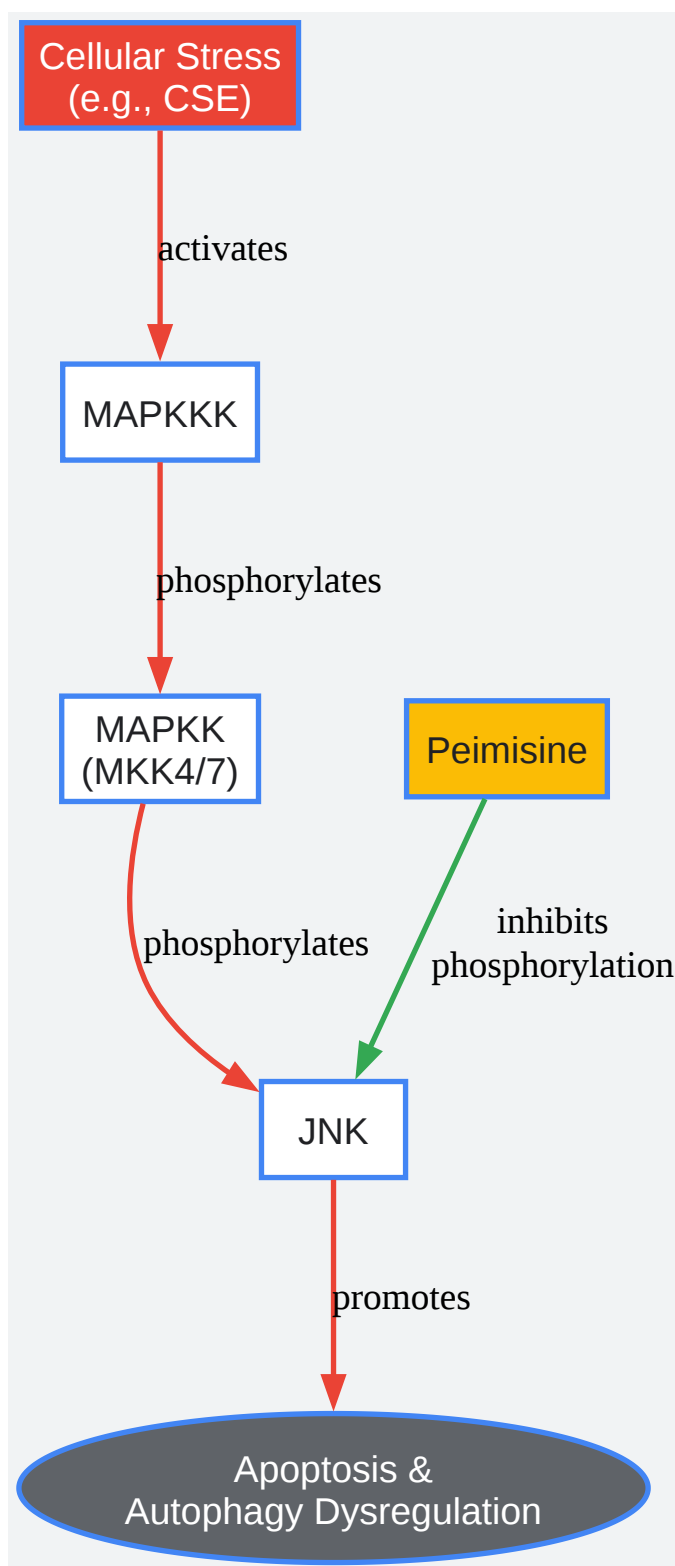 Cellular Stress
(e.g., CSE)
activates
MAPKKK
phosphorylates
MAPKK
(MKK4/7)
Peimisine
phosphorylates
inhibits
phosphorylation
JNK
promotes
Apoptosis &
Autophagy Dysregulation